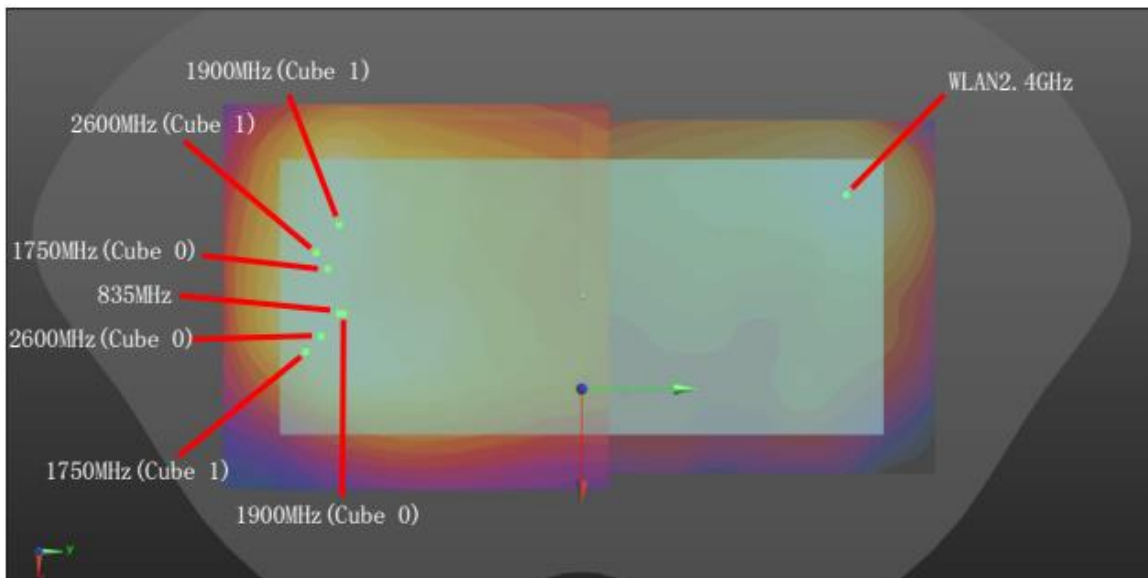 1900MHz(Cube 1)
WLAN2.4GHz
2600MHz(Cube 1)
1750MHz(Cube 0)
835MHz
2600MHz(Cube 0)
1750MHz(Cube 1)
1900MHz(Cube 0)
Y